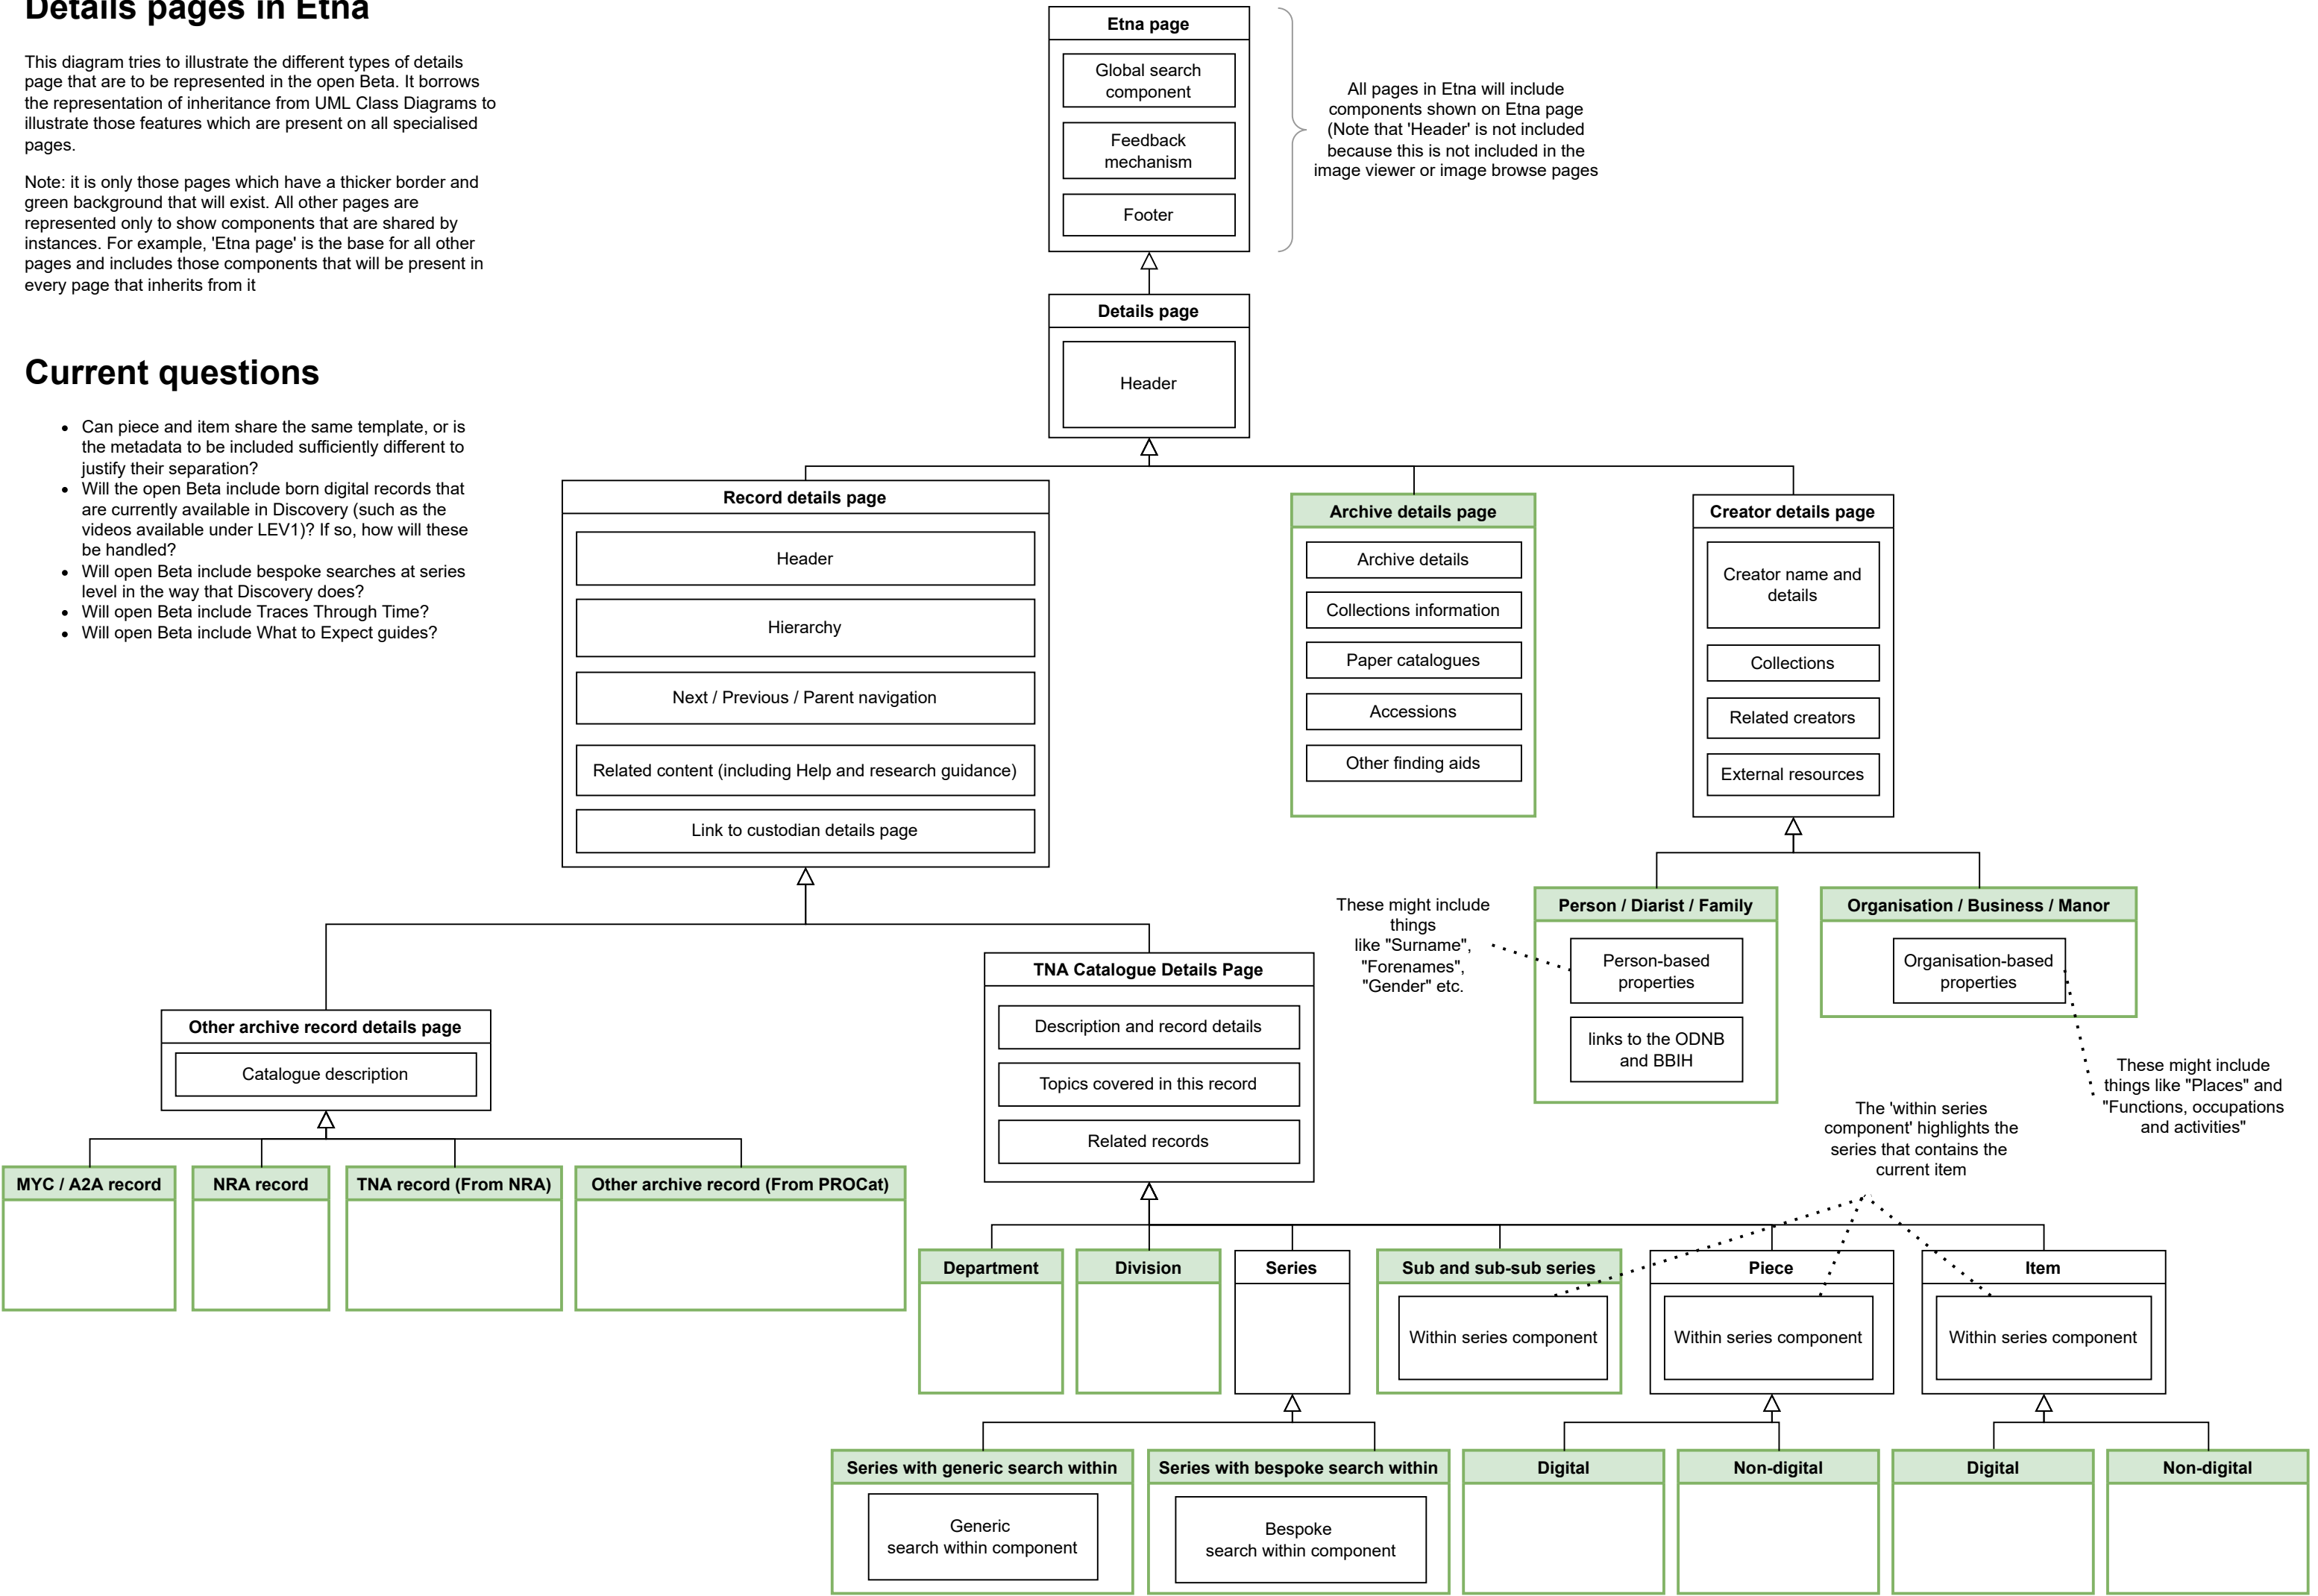 Details pages in Etna
This diagram tries to illustrate the different types of details
page that are to be represented in the open Beta. It borrows
the representation of inheritance from UML Class Diagrams to
illustrate those features which are present on all specialised
pages.
Note: it is only those pages which have a thicker border and
green background that will exist. All other pages are
represented only to show components that are shared by
instances. For example, 'Etna page' is the base for all other
pages and includes those components that will be present in
every page that inherits from it
Current questions
Can piece and item share the same template, or is
the metadata to be included sufficiently different to
justify their separation?
Will the open Beta include born digital records that
are currently available in Discovery (such as the
videos available under LEV1)? If so, how will these
be handled?
Will open Beta include bespoke searches at series
level in the way that Discovery does?
Will open Beta include Traces Through Time?
Will open Beta include What to Expect guides?
Etna page
Global search
component
Feedback
mechanism
Footer
All pages in Etna will include
components shown on Etna page
(Note that 'Header' is not included
because this is not included in the
image viewer or image browse pages
Details page
Header
Record details page
Header
Hierarchy
Next / Previous / Parent navigation
Related content (including Help and research guidance)
Link to custodian details page
Archive details page
Archive details
Collections information
Paper catalogues
Accessions
Other finding aids
Creator details page
Creator name and
details
Collections
Related creators
External resources
These might include
things
like "Surname",
"Forenames",
"Gender" etc.
Person / Diarist / Family
Person-based
properties
links to the ODNB
and BBIH
Organisation / Business / Manor
Organisation-based
properties
These might include
things like "Places" and
"Functions, occupations
and activities"
Other archive record details page
Catalogue description
TNA Catalogue Details Page
Description and record details
Topics covered in this record
Related records
The 'within series
component' highlights the
series that contains the
current item
MYC / A2A record
NRA record
TNA record (From NRA)
Other archive record (From PROCat)
Department
Division
Series
Sub and sub-sub series
Within series component
Piece
Within series component
Item
Within series component
Series with generic search within
Generic
search within component
Series with bespoke search within
Bespoke
search within component
Digital
Non-digital
Digital
Non-digital